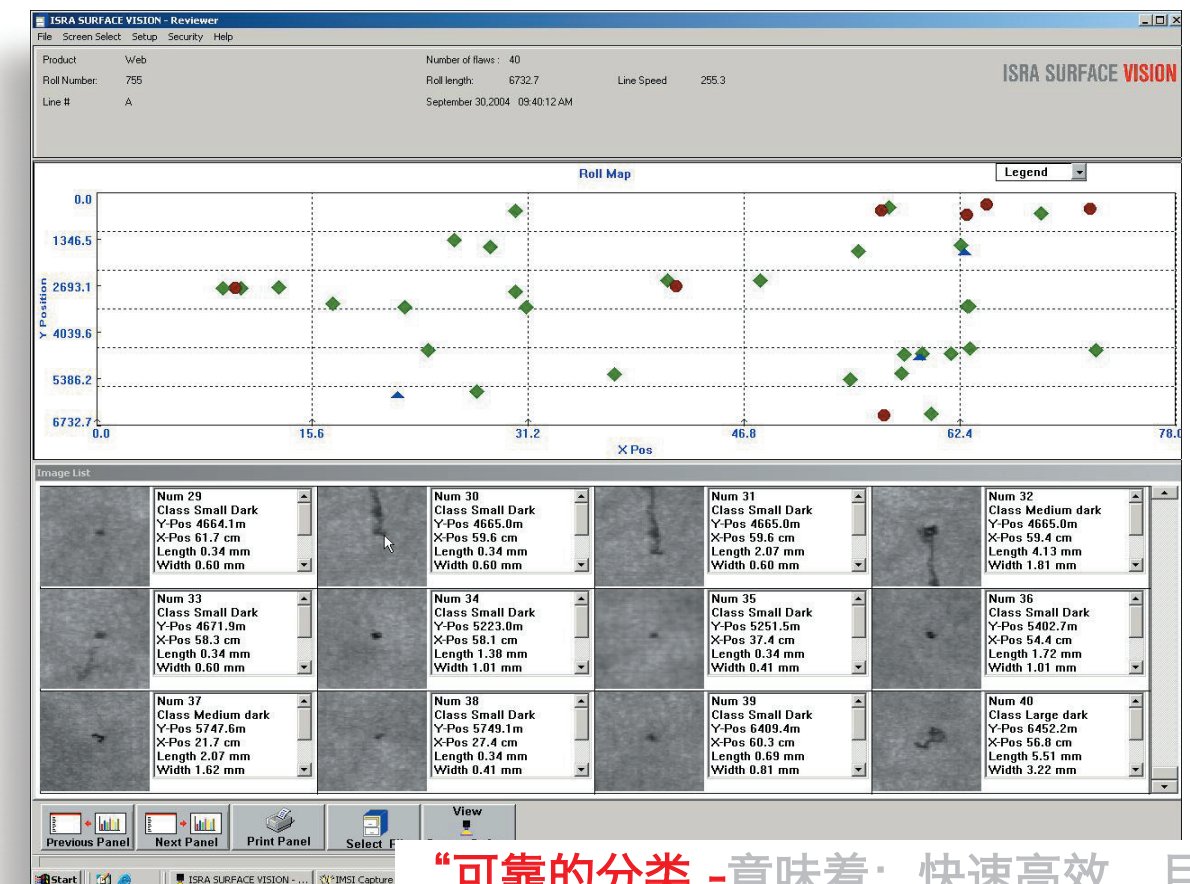 ISRA SURFACE VISION - Reviewer
File Screen Select Setup Security Help
Product Web Number of flaws : 40
Roll Number: 755 Roll length: 6732.7 Line Speed 255.3
Line # A September 30,2004 09:40:12 AM
ISRA SURFACE VISION
Roll Map
Legend
0.0
1346.5
2693.1
4039.6
5386.2
6732.7
Y Position
0.0 15.6 31.2 46.8 62.4 78.0
X Pos
Image List
Num 29
Class Small Dark
Y-Pos 4664.1m
X-Pos 61.7 cm
Length 0.34 mm
Width 0.60 mm
Num 30
Class Small Dark
Y-Pos 4665.0m
X-Pos 59.6 cm
Length 0.34 mm
Width 0.60 mm
Num 31
Class Small Dark
Y-Pos 4665.0m
X-Pos 59.6 cm
Length 2.07 mm
Width 0.60 mm
Num 32
Class Medium dark
Y-Pos 4665.0m
X-Pos 59.4 cm
Length 4.13 mm
Width 1.81 mm
Num 33
Class Small Dark
Y-Pos 4671.9m
X-Pos 58.3 cm
Length 0.34 mm
Width 0.60 mm
Num 34
Class Small Dark
Y-Pos 5223.0m
X-Pos 58.1 cm
Length 1.38 mm
Width 1.01 mm
Num 35
Class Small Dark
Y-Pos 5251.5m
X-Pos 37.4 cm
Length 0.34 mm
Width 0.41 mm
Num 36
Class Small Dark
Y-Pos 5402.7m
X-Pos 54.4 cm
Length 1.72 mm
Width 1.01 mm
Num 37
Class Medium dark
Y-Pos 5747.6m
X-Pos 21.7 cm
Length 2.07 mm
Width 1.62 mm
Num 38
Class Small Dark
Y-Pos 5749.1m
X-Pos 27.4 cm
Length 0.34 mm
Width 0.41 mm
Num 39
Class Small Dark
Y-Pos 6409.4m
X-Pos 60.3 cm
Length 0.69 mm
Width 0.81 mm
Num 40
Class Large dark
Y-Pos 6452.2m
X-Pos 56.8 cm
Length 5.51 mm
Width 3.22 mm
Previous Panel Next Panel Print Panel Select View
Start ISRA SURFACE VISION - ... IMSI Capture
“可靠的分类 -意味着：快速高效